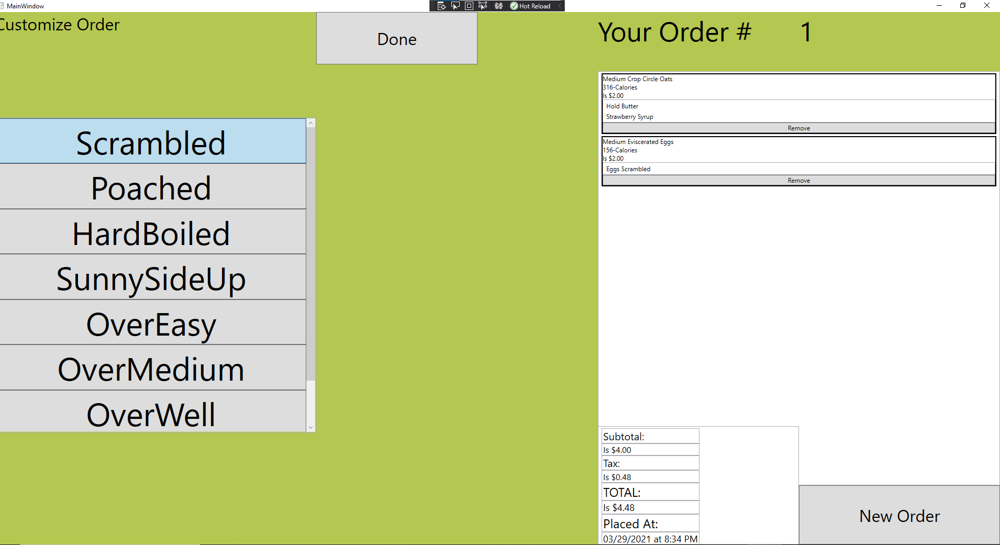 MainWindow
Hot Reload
Customize Order
Done
Scrambled
Poached
HardBoiled
SunnySideUp
OverEasy
OverMedium
OverWell
Your Order # 1
Medium Crop Circle Oats
316-Calories
Is $2.00
Hold Butter
Strawberry Syrup
Remove
Medium Eviscerated Eggs
156-Calories
Is $2.00
Eggs Scrambled
Remove
Subtotal:
Is $4.00
Tax:
Is $0.48
TOTAL:
Is $4.48
Placed At:
03/29/2021 at 8:34 PM
New Order